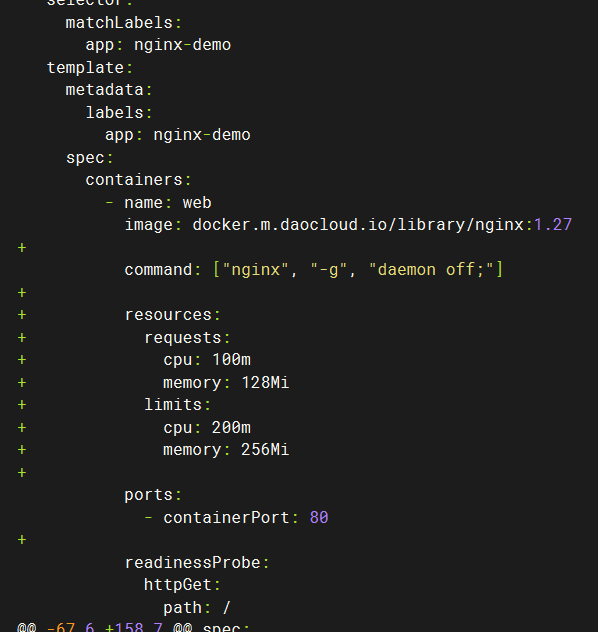 selector:
      matchLabels:
        app: nginx-demo
    template:
      metadata:
        labels:
          app: nginx-demo
      spec:
        containers:
          - name: web
            image: docker.m.daocloud.io/library/nginx:1.27
+
            command: ["nginx", "-g", "daemon off;"]
+
+           resources:
+             requests:
+               cpu: 100m
+               memory: 128Mi
+             limits:
+               cpu: 200m
+               memory: 256Mi
+
            ports:
              - containerPort: 80
+
            readinessProbe:
              httpGet:
                path: /
@@ -67,6 +158,7 @@ spec: